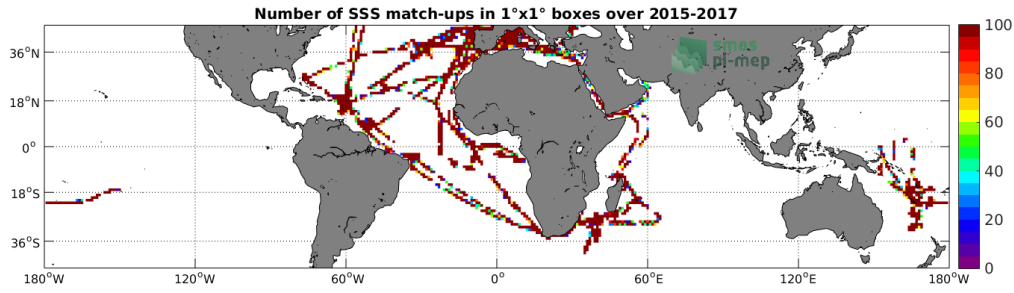 Number of SSS match-ups in 1°x1° boxes over 2015-2017
smos
pi-mep
36°N
18°N
0°
18°S
36°S
180°W
120°W
60°W
0°
60°E
120°E
180°W
100
80
60
40
20
0